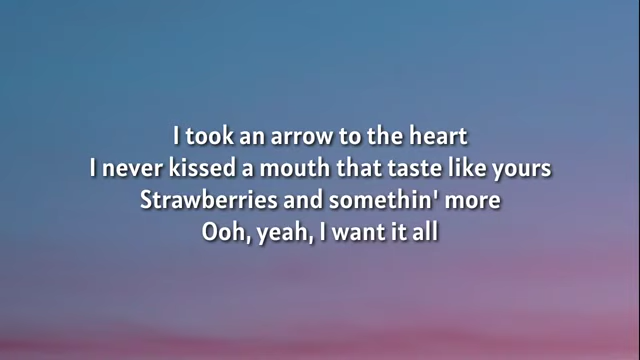 I took an arrow to the heart
I never kissed a mouth that taste like yours
Strawberries and somethin' more
Ooh, yeah, I want it all